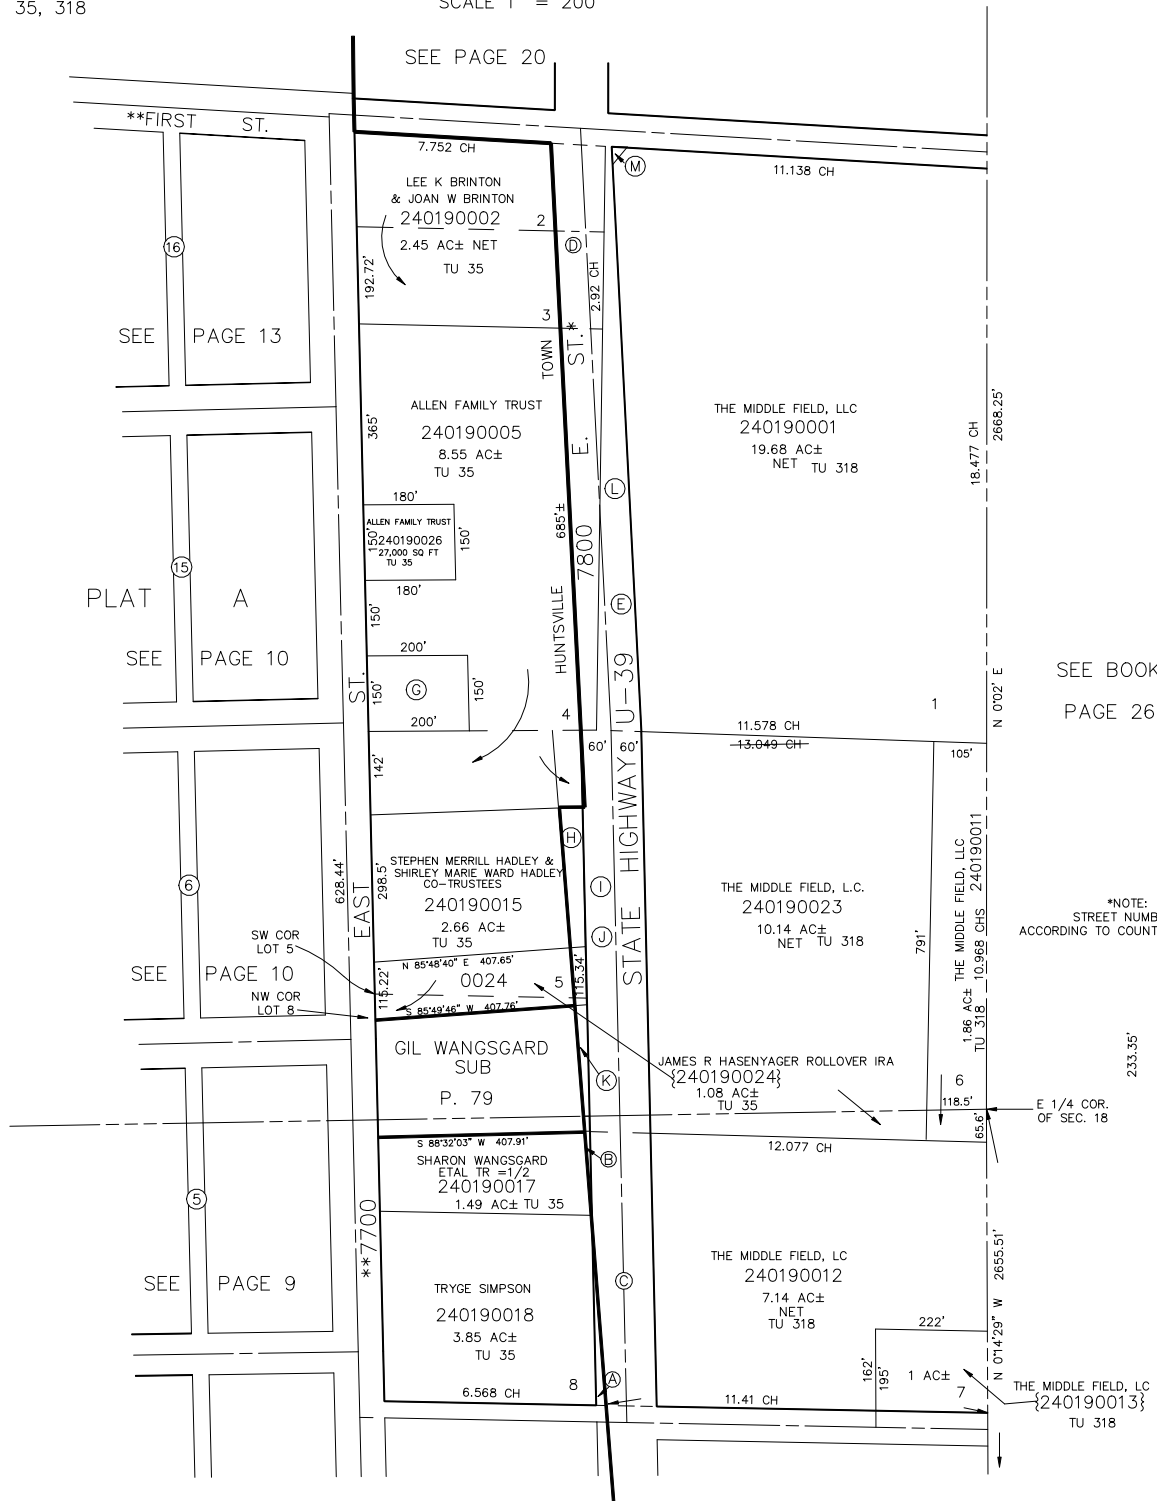 35, 318
SCALE 1" = 200'
SEE PAGE 20
**FIRST ST.
7.752 CH
11.138 CH
M
LEE K BRINTON
& JOAN W BRINTON
240190002
2.45 AC± NET
TU 35
2
D
16
192.72'
2.92 CH
3
SEE PAGE 13
TOWN
ST.*
ALLEN FAMILY TRUST
240190005
8.55 AC±
TU 35
365'
E.
THE MIDDLE FIELD, LLC
240190001
19.68 AC±
NET TU 318
18.477 CH
2668.25'
180'
L
ALLEN FAMILY TRUST
240190026
27,000 SQ FT
TU 35
150'
150'
180'
685'±
7800
15
PLAT A
SEE PAGE 10
150'
HUNTSVILLE
E
200'
G
150'
150'
200'
ST.
4
U-39
1
N 0°02' E
SEE BOOK
PAGE 26
11.578 CH
13.049 CH
60'
60'
105'
142'
H
STEPHEN MERRILL HADLEY &
SHIRLEY MARIE WARD HADLEY
CO-TRUSTEES
240190015
2.66 AC±
TU 35
628.44'
298.5'
EAST
6
I
J
STATE HIGHWAY
THE MIDDLE FIELD, L.C.
240190023
10.14 AC±
NET TU 318
791'
THE MIDDLE FIELD, LLC
240190011
1.86 AC±
TU 318
10.968 CHS
*NOTE:
STREET NUMB
ACCORDING TO COUNT
SW COR
LOT 5
N 85°48'40" E 407.65'
0024
5
115.22'
115.34'
S 85°49'46" W 407.76'
SEE PAGE 10
NW COR
LOT 8
GIL WANGSGARD
SUB
P. 79
K
JAMES R HASENYAGER ROLLOVER IRA
{240190024}
1.08 AC±
TU 35
233.35'
6
118.5'
65.6'
E 1/4 COR.
OF SEC. 18
12.077 CH
S 88°32'03" W 407.91'
B
SHARON WANGSGARD
ETAL TR =1/2
240190017
1.49 AC± TU 35
5
**7700
SEE PAGE 9
C
TRYGE SIMPSON
240190018
3.85 AC±
TU 35
THE MIDDLE FIELD, LC
240190012
7.14 AC±
NET
TU 318
N 0°14'29" W 2655.51'
222'
162'
195'
1 AC±
7
6.568 CH
8
A
11.41 CH
THE MIDDLE FIELD, LC
{240190013}
TU 318